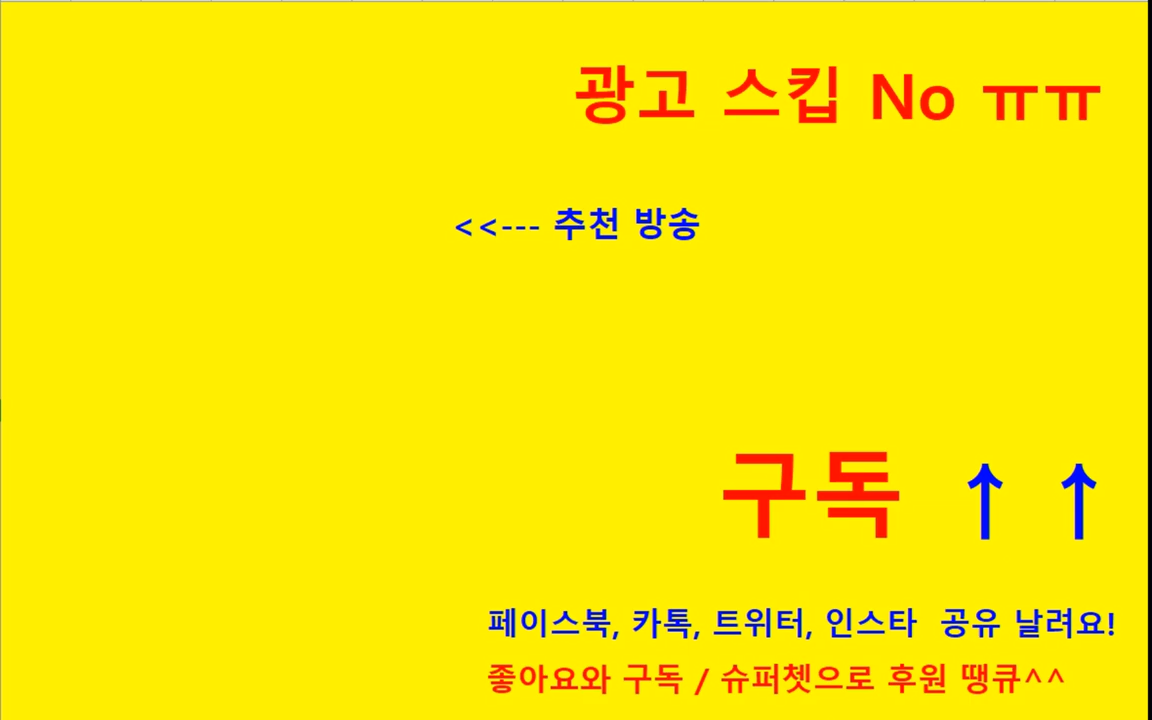 광고 스킵 No ㅠㅠ
<<--- 추천 방송
구독 ↑ ↑
페이스북, 카톡, 트위터, 인스타 공유 날려요!
좋아요와 구독 / 슈퍼쳇으로 후원 땡큐^^